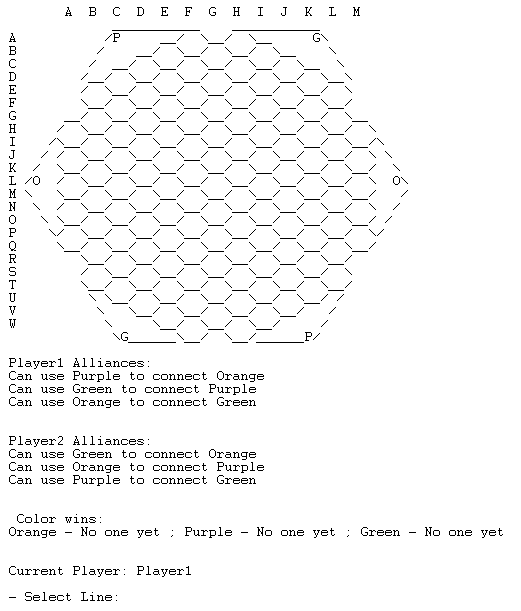 A B C D E F G H I J K L M
A P G
B
C
D
E
F
G
H
I
J
K
L O O
M
N
O
P
Q
R
S
T
U
V
W
G P
Player1 Alliances:
Can use Purple to connect Orange
Can use Green to connect Purple
Can use Orange to connect Green
Player2 Alliances:
Can use Green to connect Orange
Can use Orange to connect Purple
Can use Purple to connect Green
Color wins:
Orange - No one yet ; Purple - No one yet ; Green - No one yet
Current Player: Player1
- Select Line: